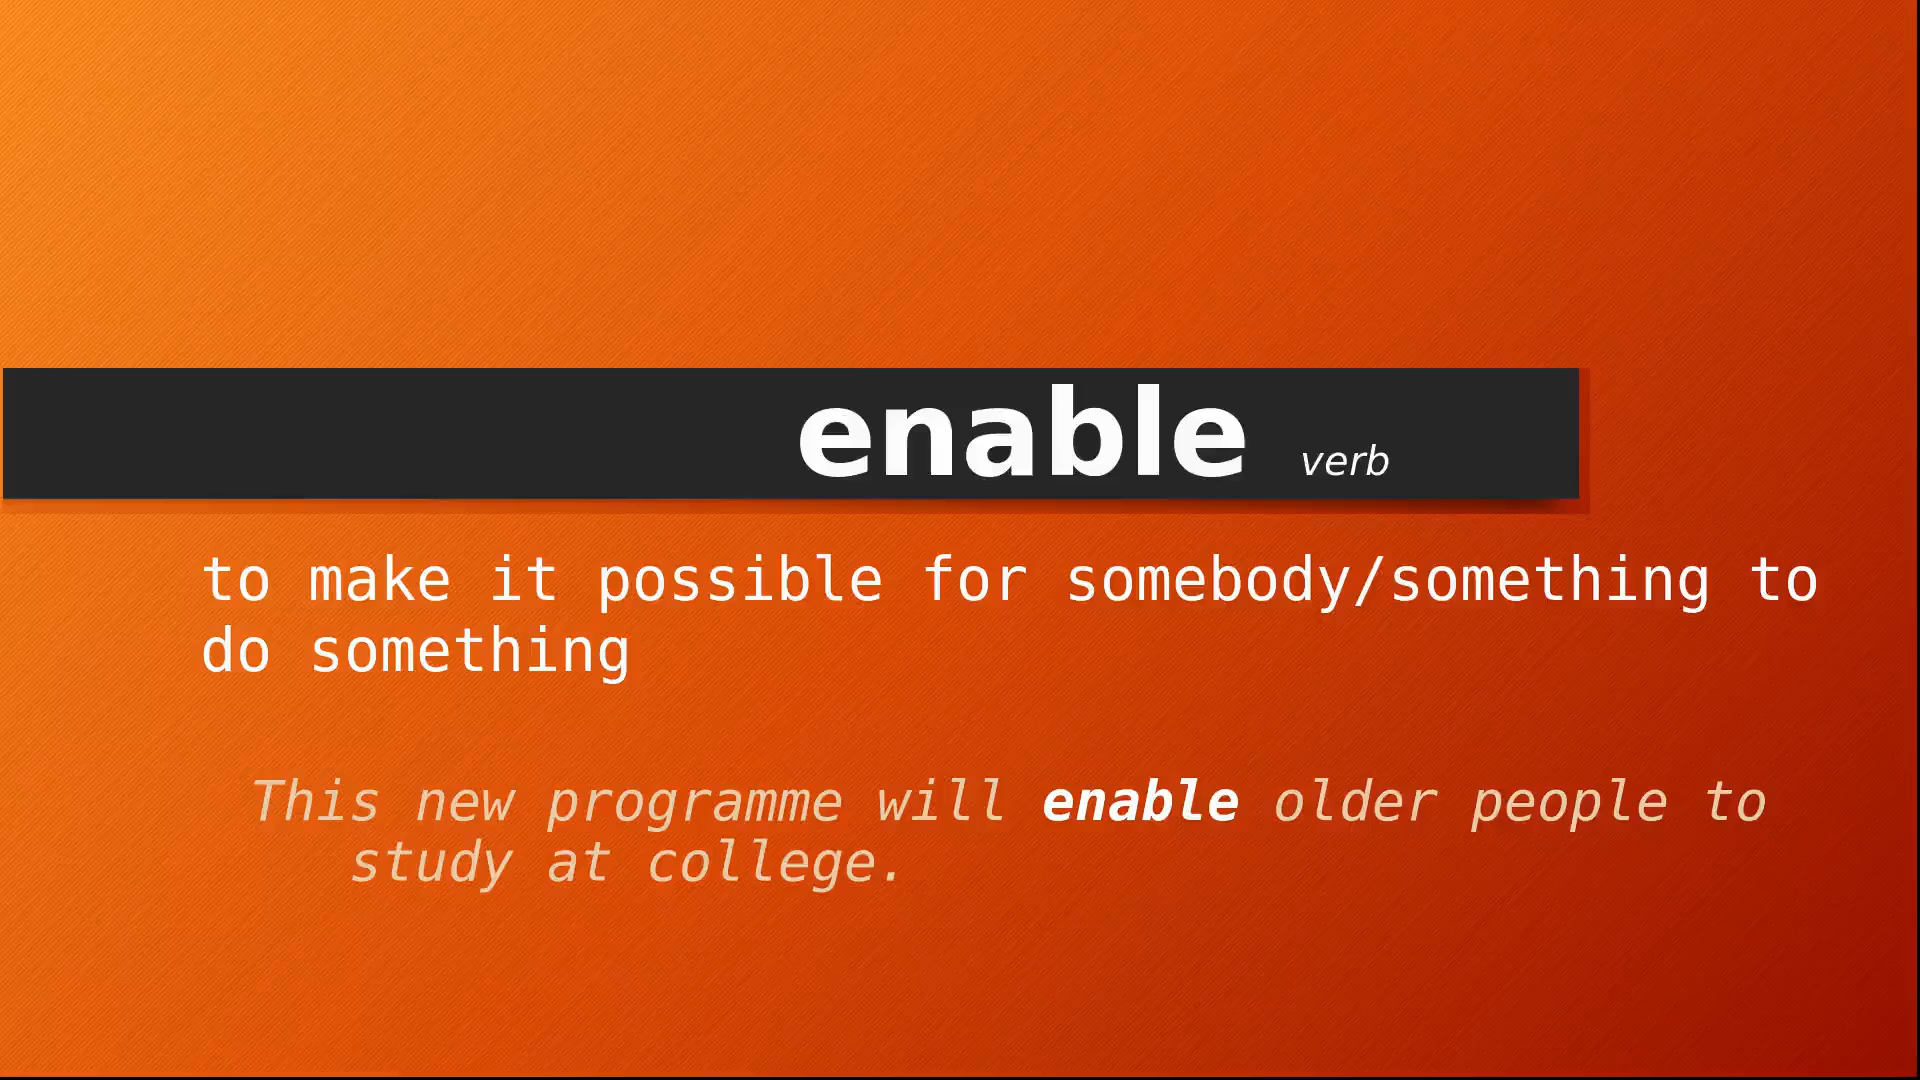 enable verb
to make it possible for somebody/something to
do something
This new programme will enable older people to
study at college.